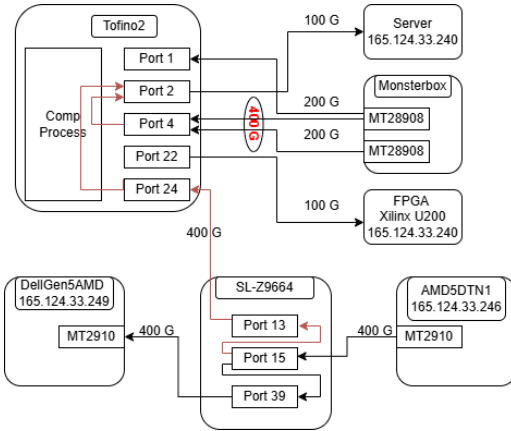 Tofino2
Comp
Process
Port 1
Port 2
Port 4
Port 22
Port 24
100 G
200 G
400 G
200 G
100 G
400 G
Server
165.124.33.240
Monsterbox
MT28908
MT28908
FPGA
Xilinx U200
165.124.33.240
DellGen5AMD
165.124.33.249
MT2910
400 G
SL-Z9664
Port 13
Port 15
Port 39
400 G
AMD5DTN1
165.124.33.246
MT2910